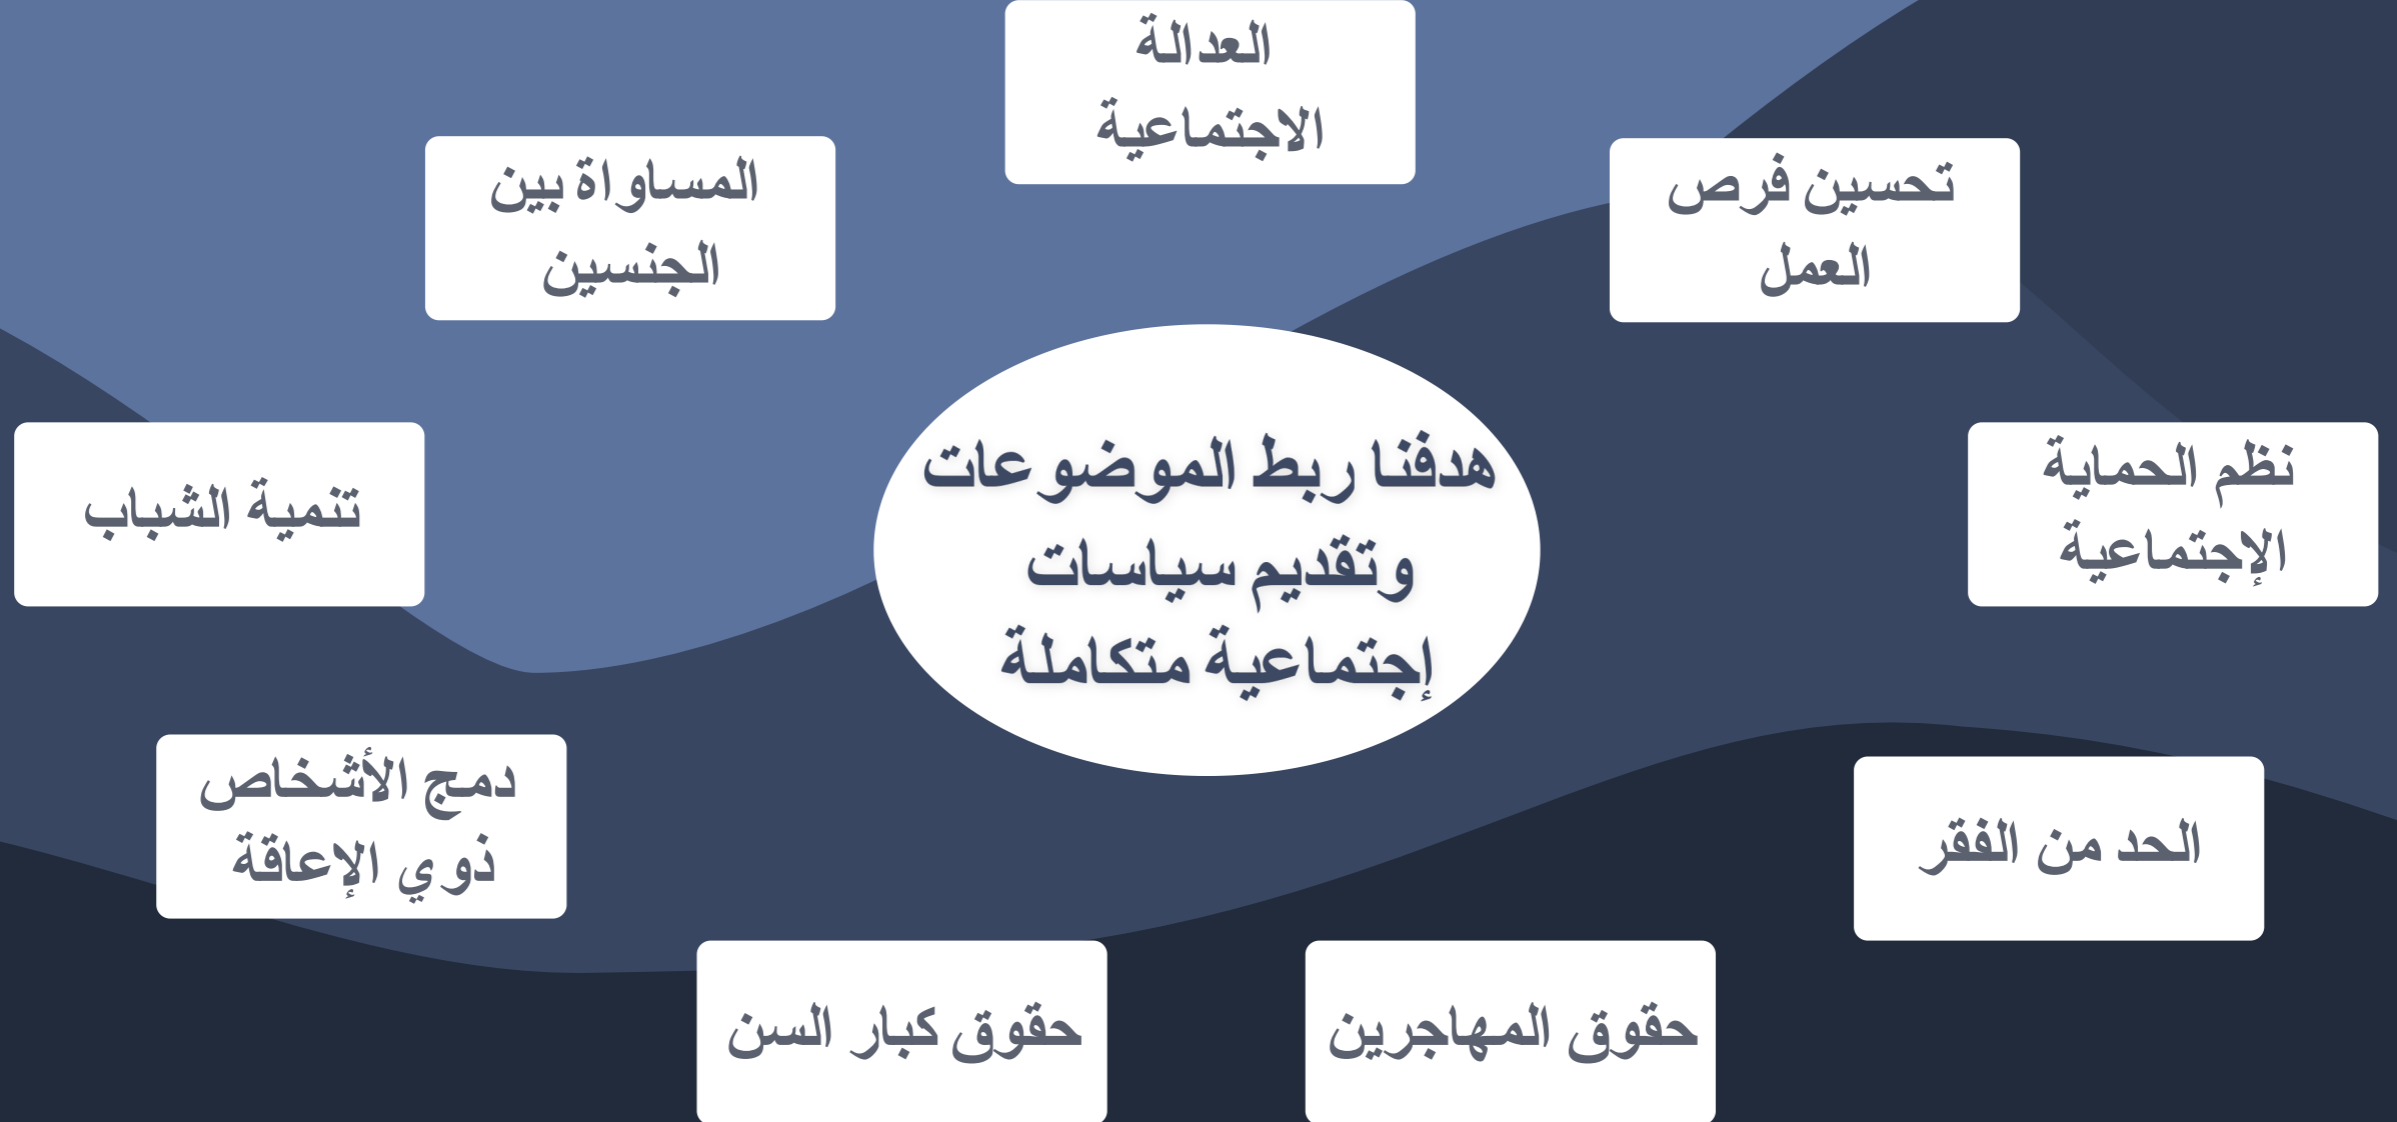 العدالة
الاجتماعية
تحسين فرص
العمل
المساواة بين
الجنسين
نظم الحماية
الإجتماعية
هدفنا ربط الموضوعات
وتقديم سياسات
إجتماعية متكاملة
تنمية الشباب
الحد من الفقر
دمج الأشخاص
ذوي الإعاقة
حقوق المهاجرين
حقوق كبار السن